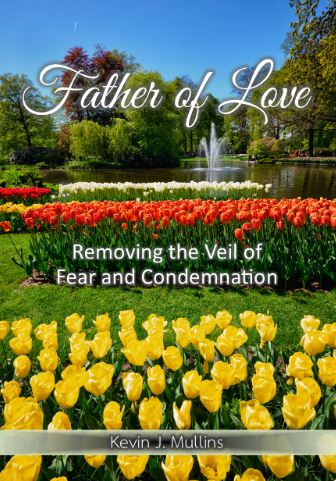 Father of Love
Removing the Veil of
Fear and Condemnation
Kevin J. Mullins